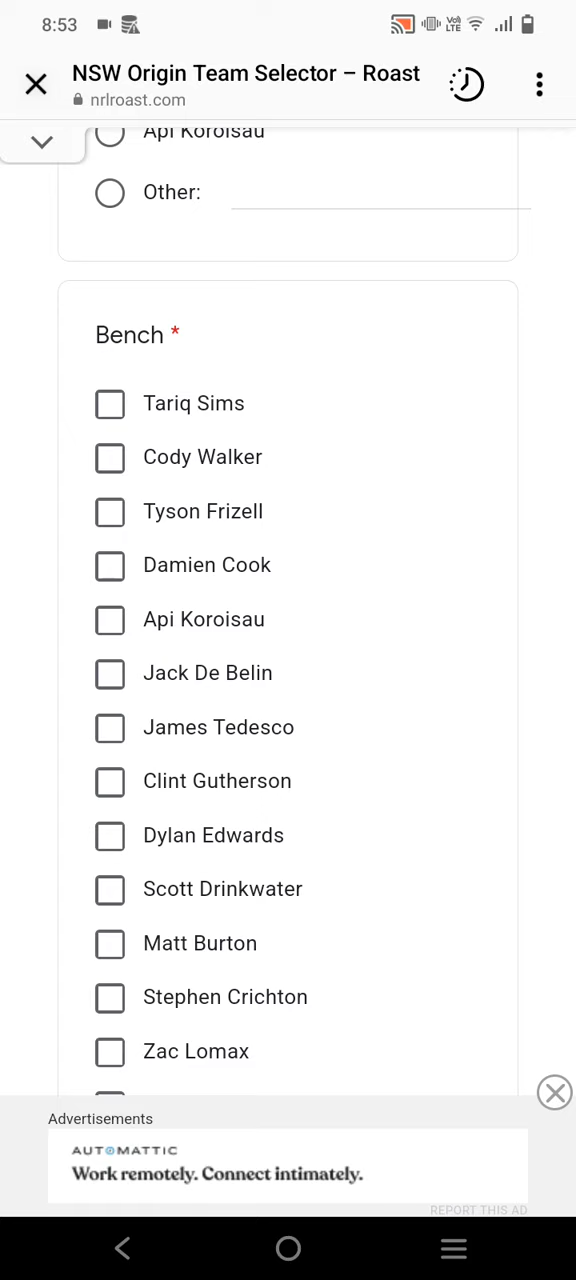 8:53
Vol
LTE
NSW Origin Team Selector – Roast
nrlroast.com
Api Koroisau
Other:
Bench *
Tariq Sims
Cody Walker
Tyson Frizell
Damien Cook
Api Koroisau
Jack De Belin
James Tedesco
Clint Gutherson
Dylan Edwards
Scott Drinkwater
Matt Burton
Stephen Crichton
Zac Lomax
Advertisements
AUTOMATTIC
Work remotely. Connect intimately.
REPORT THIS AD